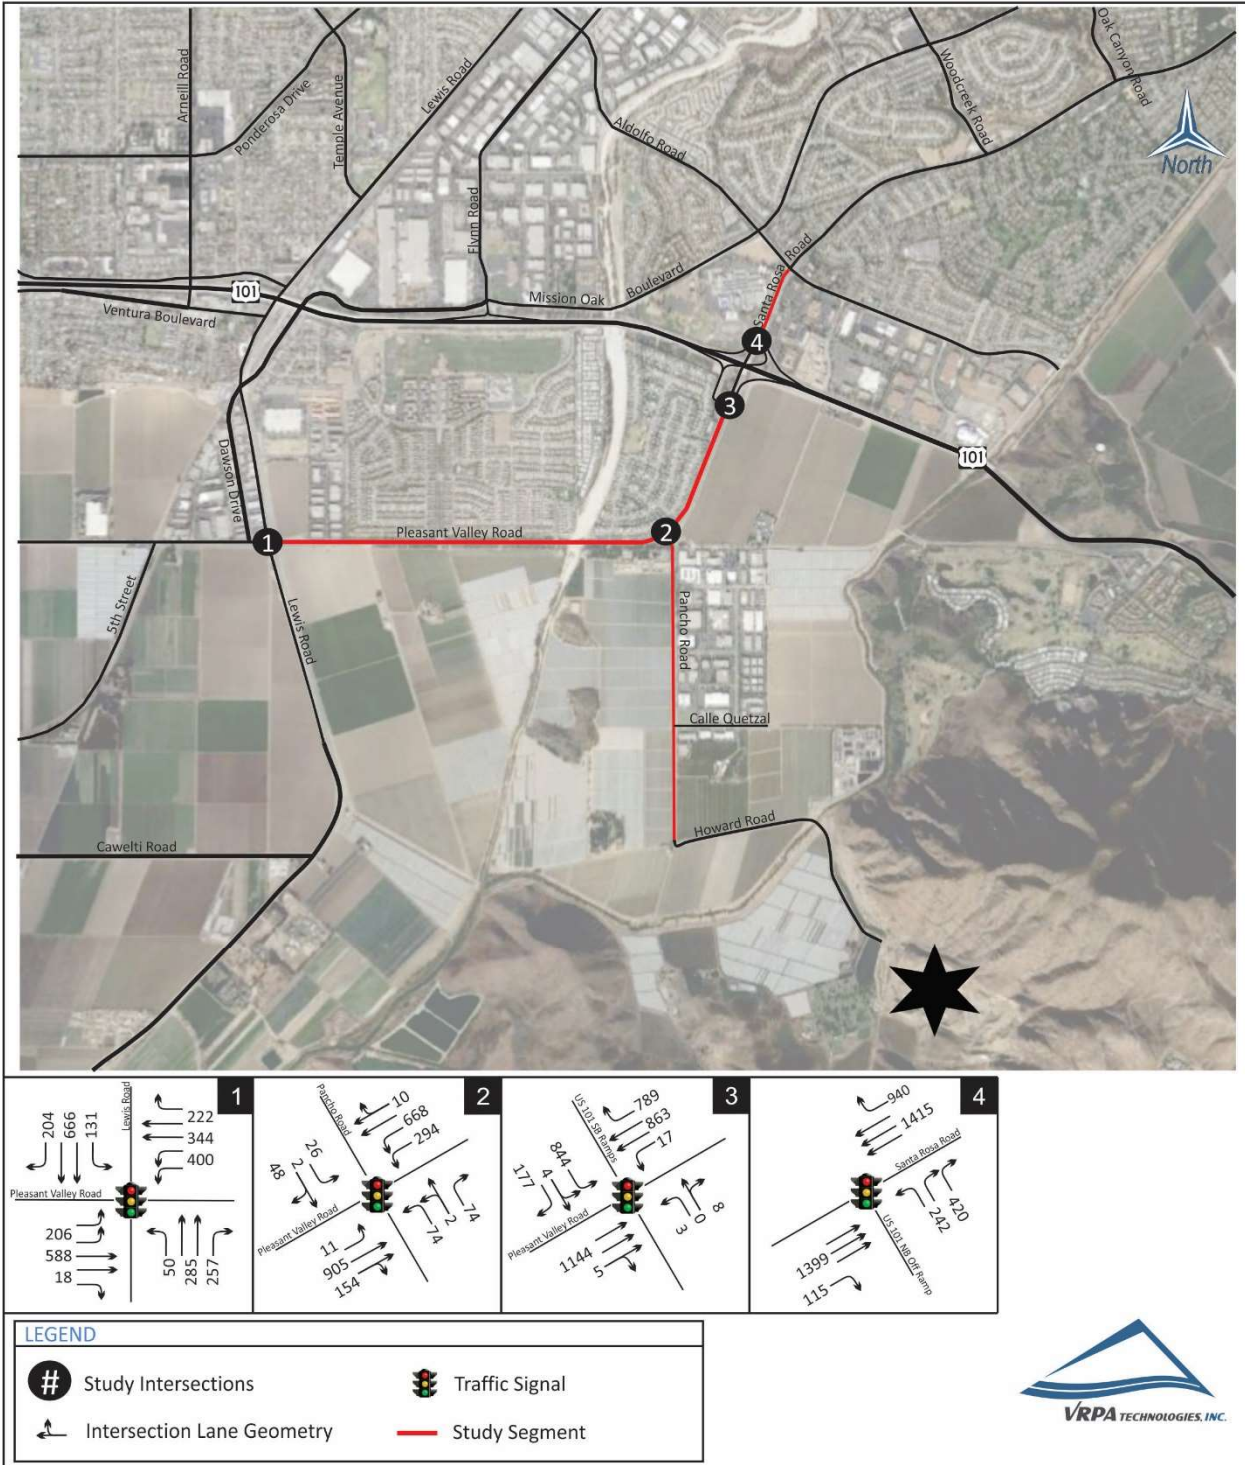 Arneill Road
Ponderosa Drive
Temple Avenue
Lewis Road
Flynn Road
Aldolfo Road
Woodcreek Road
Oak Canyon Road
North
101
Ventura Boulevard
Mission Oak
Boulevard
Santa Rosa Road
4
3
101
Dawson Drive
1
Pleasant Valley Road
2
5th Street
Lewis Road
Pancho Road
Calle Quetzal
Howard Road
Cawelti Road
1
204
666
131
Lewis Road
222
344
400
Pleasant Valley Road
206
588
18
50
285
257
2
Pancho Road
10
668
294
26
2
48
Pleasant Valley Road
11
905
154
74
2
74
3
US 101 SB Ramps
789
863
17
844
4
177
Pleasant Valley Road
1144
5
3
0
8
4
940
1415
Santa Rosa Road
1399
115
242
420
US 101 NB Off Ramp
LEGEND
# Study Intersections
Traffic Signal
Intersection Lane Geometry
Study Segment
VRPA TECHNOLOGIES, INC.